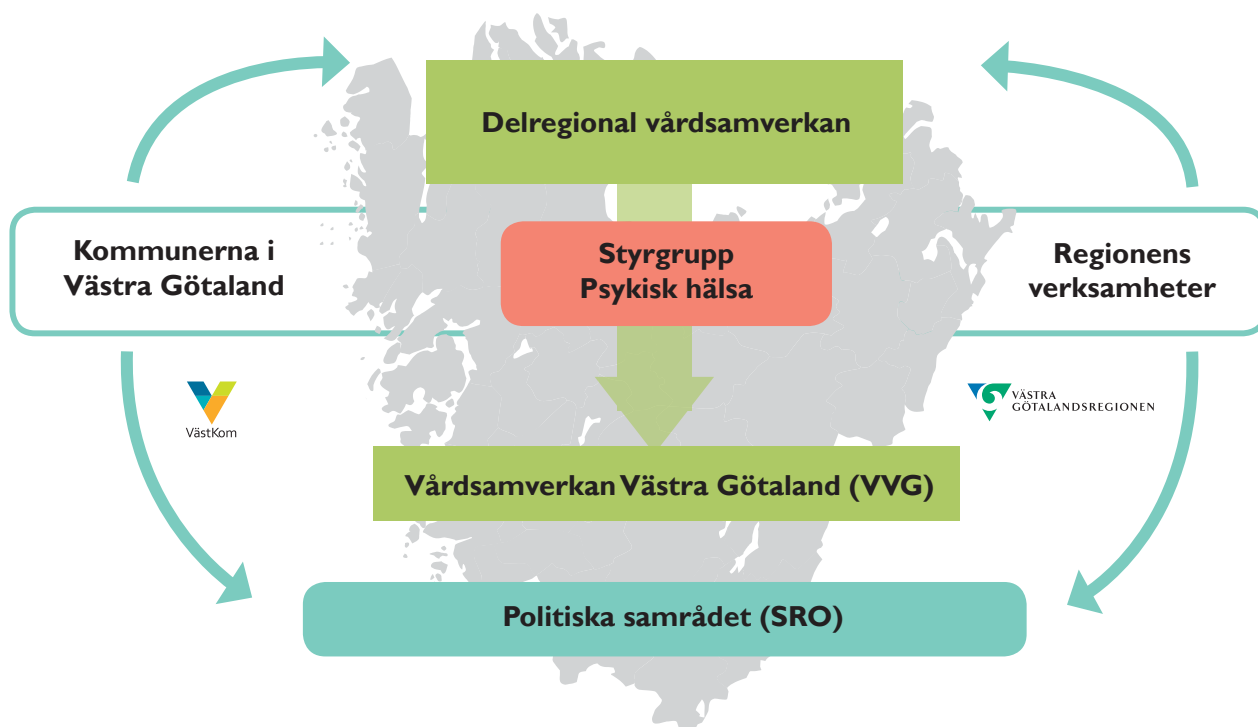 Delregional vårdsamverkan
Kommunerna i
Västra Götaland
Styrgrupp
Psykisk hälsa
Regionens
verksamheter
VästKom
VÄSTRA
GÖTALANDSREGIONEN
Vårdsamverkan Västra Götaland (VVG)
Politiska samrådet (SRO)